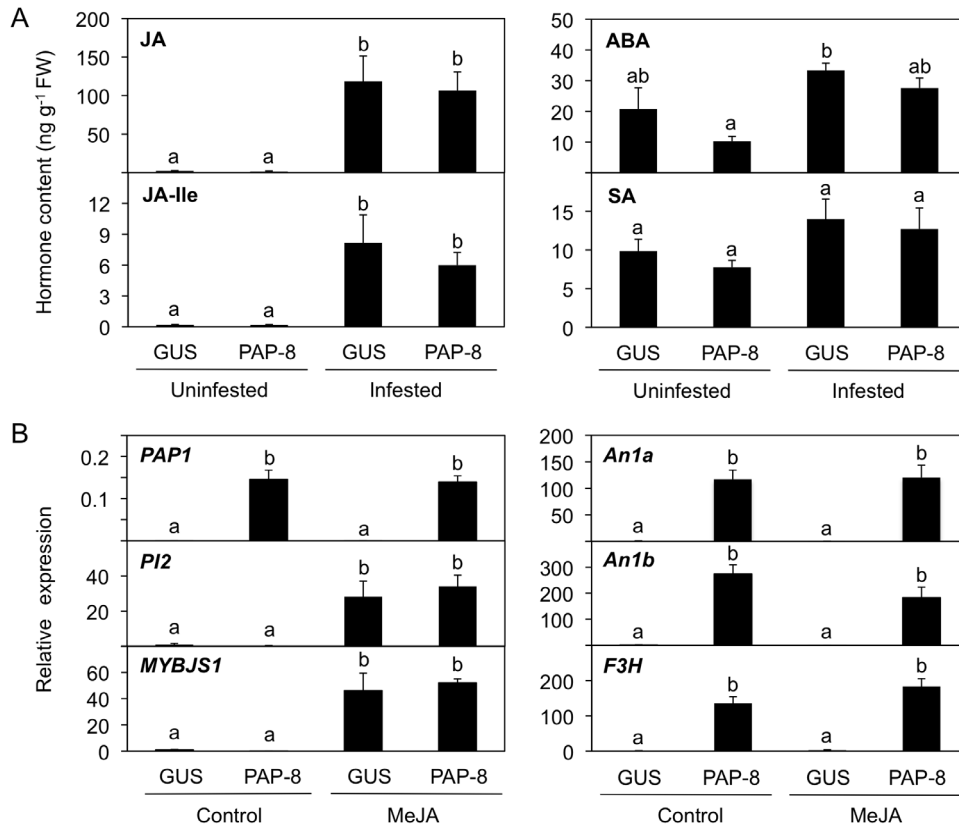 A
Hormone content (ng g⁻¹ FW)
JA
200
150
100
50
a
a
b
b
JA-Ile
12
9
6
3
0
a
a
b
b
GUS PAP-8 GUS PAP-8
Uninfested Infested
ABA
50
40
30
20
10
ab
a
b
ab
SA
15
10
5
0
a
a
a
a
GUS PAP-8 GUS PAP-8
Uninfested Infested
B
Relative expression
PAP1
0.2
0.1
a
b
a
b
PI2
40
20
a
a
b
b
MYBJS1
60
40
20
0
a
a
b
b
GUS PAP-8 GUS PAP-8
Control MeJA
An1a
200
150
100
50
a
b
a
b
An1b
300
200
100
a
b
a
b
F3H
200
100
0
a
b
a
b
GUS PAP-8 GUS PAP-8
Control MeJA